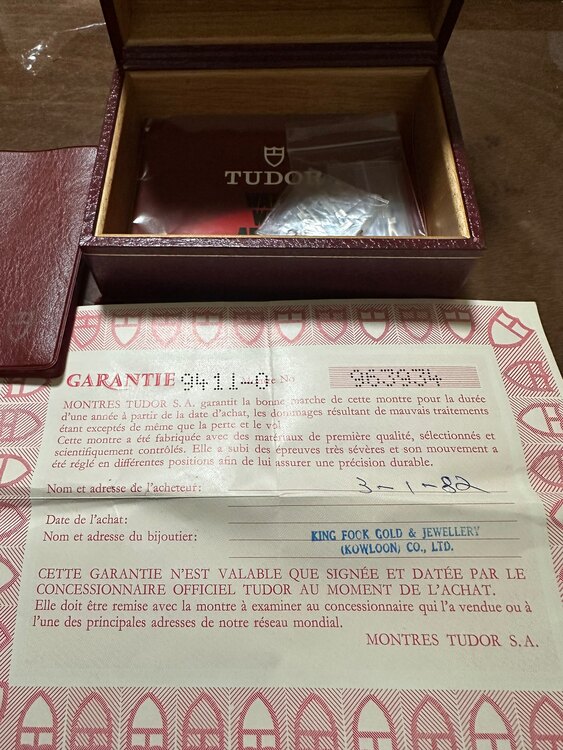 TUDOR
GARANTIE 9411-0 e No 963934
MONTRES TUDOR S.A. garantit la bonne marche de cette montre pour la durée
d'une année à partir de la date d'achat, les dommages résultant de mauvais traitements
étant exceptés de même que la perte et le vol
Cette montre a été fabriquée avec des matériaux de première qualité, sélectionnés et
scientifiquement contrôlés. Elle a subi des épreuves très sévères et son mouvement a
été réglé en différentes positions afin de lui assurer une précision durable.
Nom et adresse de l'acheteur: 3-1-82
Date de l'achat:
Nom et adresse du bijoutier: KING FOCK GOLD & JEWELLERY
(KOWLOON) CO., LTD.
CETTE GARANTIE N'EST VALABLE QUE SIGNÉE ET DATÉE PAR LE
CONCESSIONNAIRE OFFICIEL TUDOR AU MOMENT DE L'ACHAT.
Elle doit être remise avec la montre à examiner au concessionnaire qui l'a vendue ou à
l'une des principales adresses de notre réseau mondial.
MONTRES TUDOR S.A.